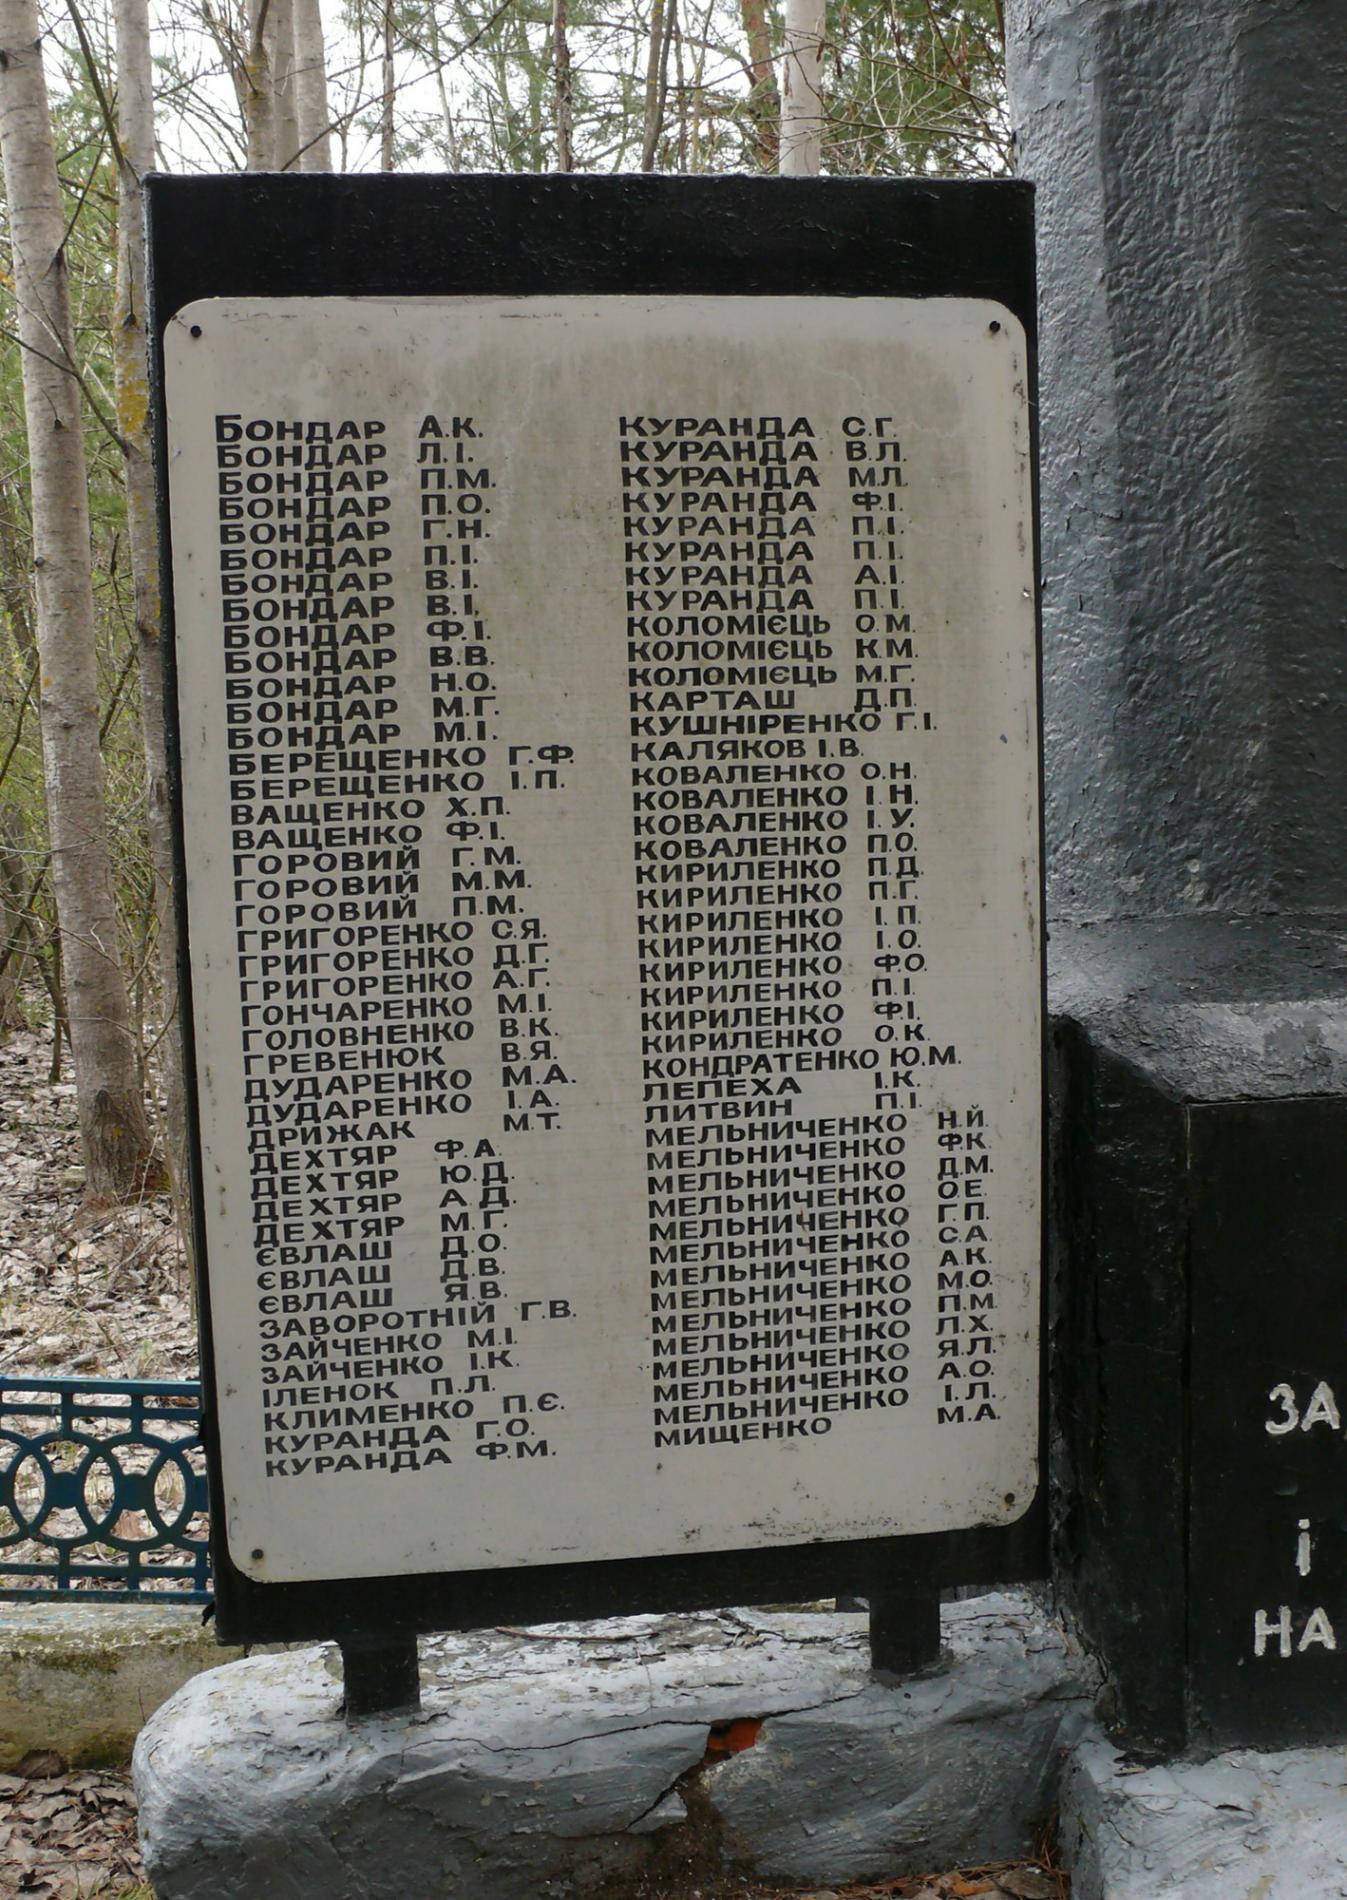 БОНДАР А.К.
БОНДАР Л.І.
БОНДАР П.М.
БОНДАР П.О.
БОНДАР Г.Н.
БОНДАР П.І.
БОНДАР В.І.
БОНДАР В.І.
БОНДАР Ф.І.
БОНДАР В.В.
БОНДАР Н.О.
БОНДАР М.Г.
БОНДАР М.І.
БЕРЕЩЕНКО Г.Ф.
БЕРЕЩЕНКО І.П.
ВАЩЕНКО Х.П.
ВАЩЕНКО Ф.І.
ГОРОВИЙ Г.М.
ГОРОВИЙ М.М.
ГОРОВИЙ П.М.
ГРИГОРЕНКО С.Я.
ГРИГОРЕНКО Д.Г.
ГРИГОРЕНКО А.Г.
ГОНЧАРЕНКО М.І.
ГОЛОВНЕНКО В.К.
ГРЕВЕНЮК В.Я.
ДУДАРЕНКО М.А.
ДУДАРЕНКО І.А.
ДРИЖАК М.Т.
ДЕХТЯР Ф.А.
ДЕХТЯР Ю.Д.
ДЕХТЯР А.Д.
ДЕХТЯР М.Г.
ЄВЛАШ Д.О.
ЄВЛАШ Д.В.
ЄВЛАШ Я.В.
ЗАВОРОТНІЙ Г.В.
ЗАЙЧЕНКО М.І.
ЗАЙЧЕНКО І.К.
ІЛЕНОК П.Л.
КЛИМЕНКО П.Є.
КУРАНДА Г.О.
КУРАНДА Ф.М.
КУРАНДА С.Г.
КУРАНДА В.Л.
КУРАНДА М.Л.
КУРАНДА Ф.І.
КУРАНДА П.І.
КУРАНДА П.І.
КУРАНДА А.І.
КУРАНДА П.І.
КОЛОМІЄЦЬ О.М.
КОЛОМІЄЦЬ К.М.
КОЛОМІЄЦЬ М.Г.
КАРТАШ Д.П.
КУШНІРЕНКО Г.І.
КАЛЯКОВ І.В.
КОВАЛЕНКО О.Н.
КОВАЛЕНКО І.Н.
КОВАЛЕНКО І.У.
КОВАЛЕНКО П.О.
КИРИЛЕНКО П.Д.
КИРИЛЕНКО П.Г.
КИРИЛЕНКО І.П.
КИРИЛЕНКО І.О.
КИРИЛЕНКО Ф.О.
КИРИЛЕНКО П.І.
КИРИЛЕНКО Ф.І.
КИРИЛЕНКО О.К.
КОНДРАТЕНКО Ю.М.
ЛЕПЕХА І.К.
ЛИТВИН П.І.
МЕЛЬНИЧЕНКО Н.Й.
МЕЛЬНИЧЕНКО Ф.К.
МЕЛЬНИЧЕНКО Д.М.
МЕЛЬНИЧЕНКО О.Е.
МЕЛЬНИЧЕНКО Г.П.
МЕЛЬНИЧЕНКО С.А.
МЕЛЬНИЧЕНКО А.К.
МЕЛЬНИЧЕНКО М.О.
МЕЛЬНИЧЕНКО П.М.
МЕЛЬНИЧЕНКО Л.Х.
МЕЛЬНИЧЕНКО Я.Л.
МЕЛЬНИЧЕНКО А.О.
МЕЛЬНИЧЕНКО І.Л.
МИЩЕНКО М.А.
ЗА
і
НА